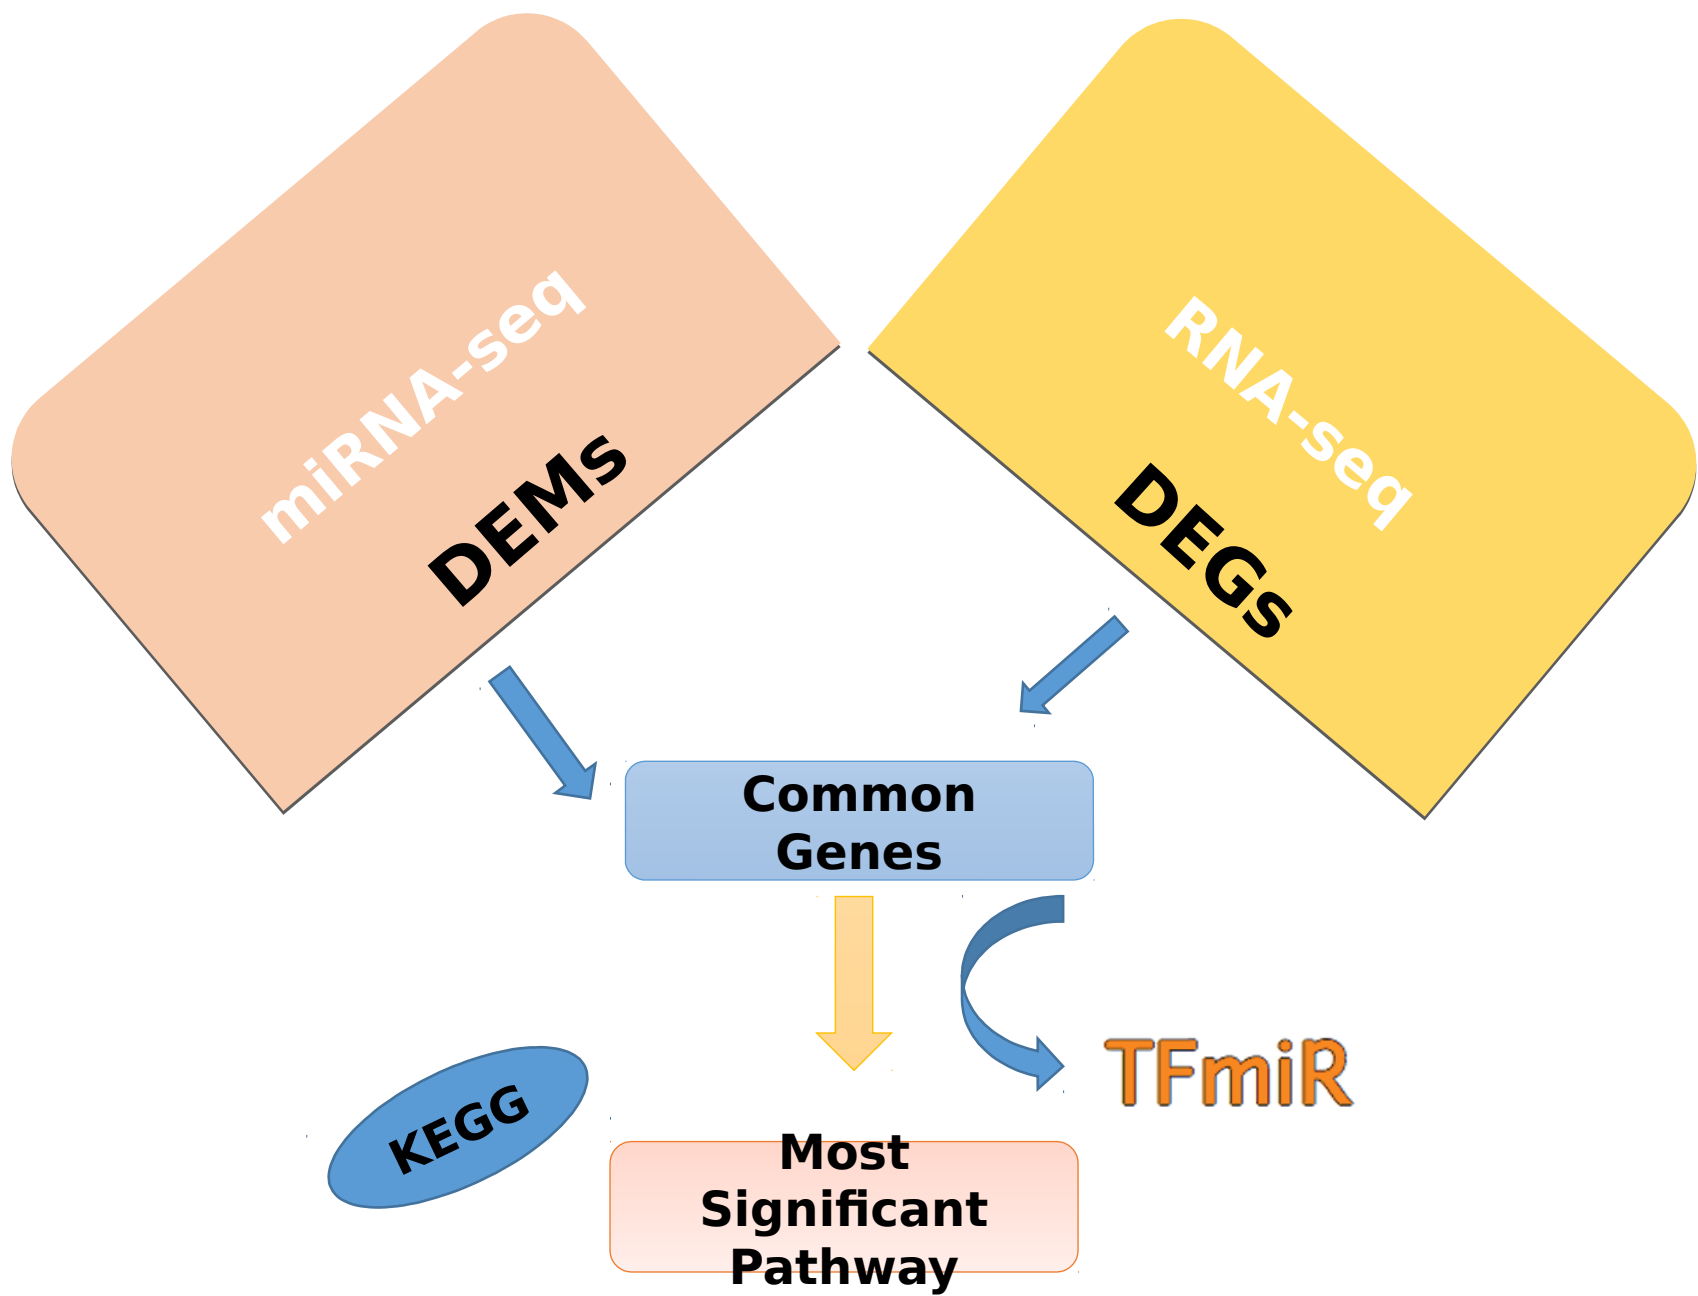 miRNA-seq
DEMs
RNA-seq
DEGs
Common
Genes
TFmiR
KEGG
Most
Significant
Pathway